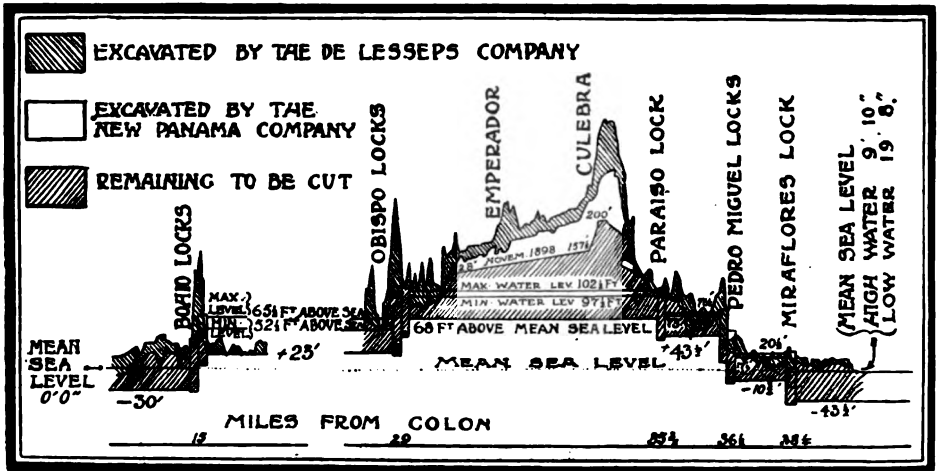 EXCAVATED BY THE DE LESSEPS COMPANY
EXCAVATED BY THE
NEW PANAMA COMPANY
REMAINING TO BE CUT
BOHIO LOCKS
OBISPO LOCKS
EMPERADOR
CULEBRA
PARAISO LOCK
PEDRO MIGUEL LOCKS
MIRAFLORES LOCK
MEAN SEA LEVEL
HIGH WATER 9' 10"
LOW WATER 19' 8."
200'
28' NOVEM. 1898 157½
MAX. WATER LEV 102½ FT
MIN. WATER LEV 97½ FT
68 FT ABOVE MEAN SEA LEVEL
MAX.
LEVEL 65½ FT ABOVE SEA
MIN.
LEVEL 52½ FT ABOVE SEA
+23'
+43½'
20½'
MEAN
SEA
LEVEL
0'0"
MEAN SEA LEVEL
-30'
-10½'
-43½'
MILES FROM COLON
15
29